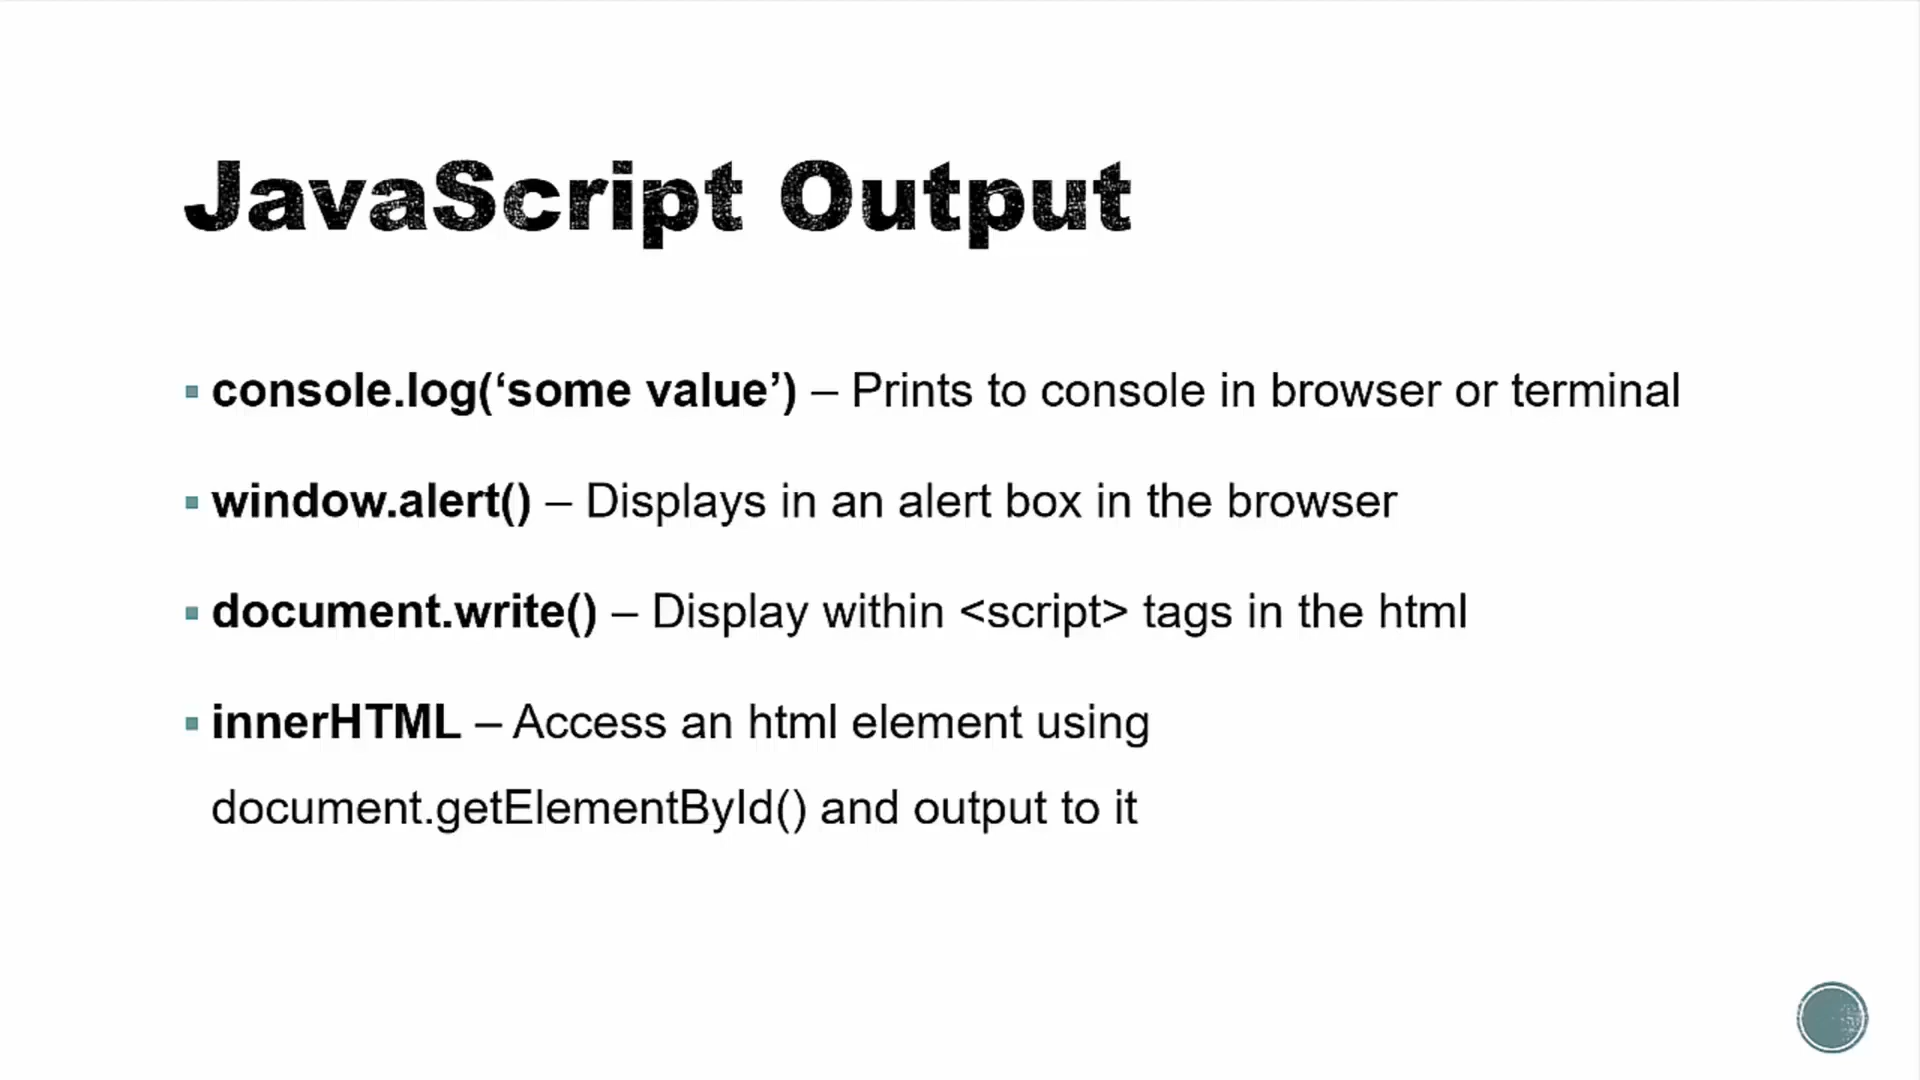 JavaScript Output
▪ console.log(‘some value’) – Prints to console in browser or terminal
▪ window.alert() – Displays in an alert box in the browser
▪ document.write() – Display within <script> tags in the html
▪ innerHTML – Access an html element using
document.getElementById() and output to it